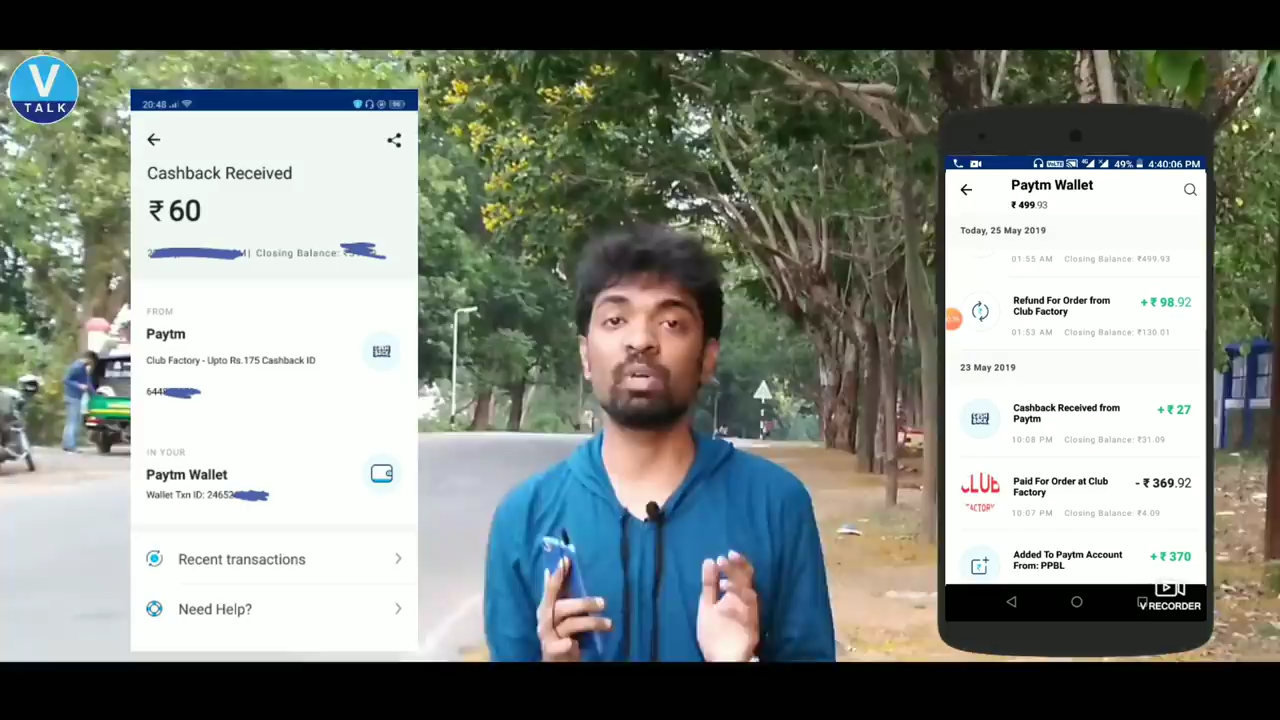 V
TALK
20:48
Cashback Received
₹60
Closing Balance:
FROM
Paytm
Club Factory - Upto Rs.175 Cashback ID
IN YOUR
Paytm Wallet
Wallet Txn ID: 24652
Recent transactions
Need Help?
49% 4:40:06 PM
Paytm Wallet
₹ 499.93
Today, 25 May 2019
01:55 AM Closing Balance: ₹499.93
Refund For Order from
Club Factory
+ ₹ 98.92
01:53 AM Closing Balance: ₹130.01
23 May 2019
Cashback Received from
Paytm
+ ₹ 27
10:08 PM Closing Balance: ₹31.09
CLUB
FACTORY
Paid For Order at Club
Factory
- ₹ 369.92
10:07 PM Closing Balance: ₹4.09
Added To Paytm Account
From: PPBL
+ ₹ 370
V RECORDER